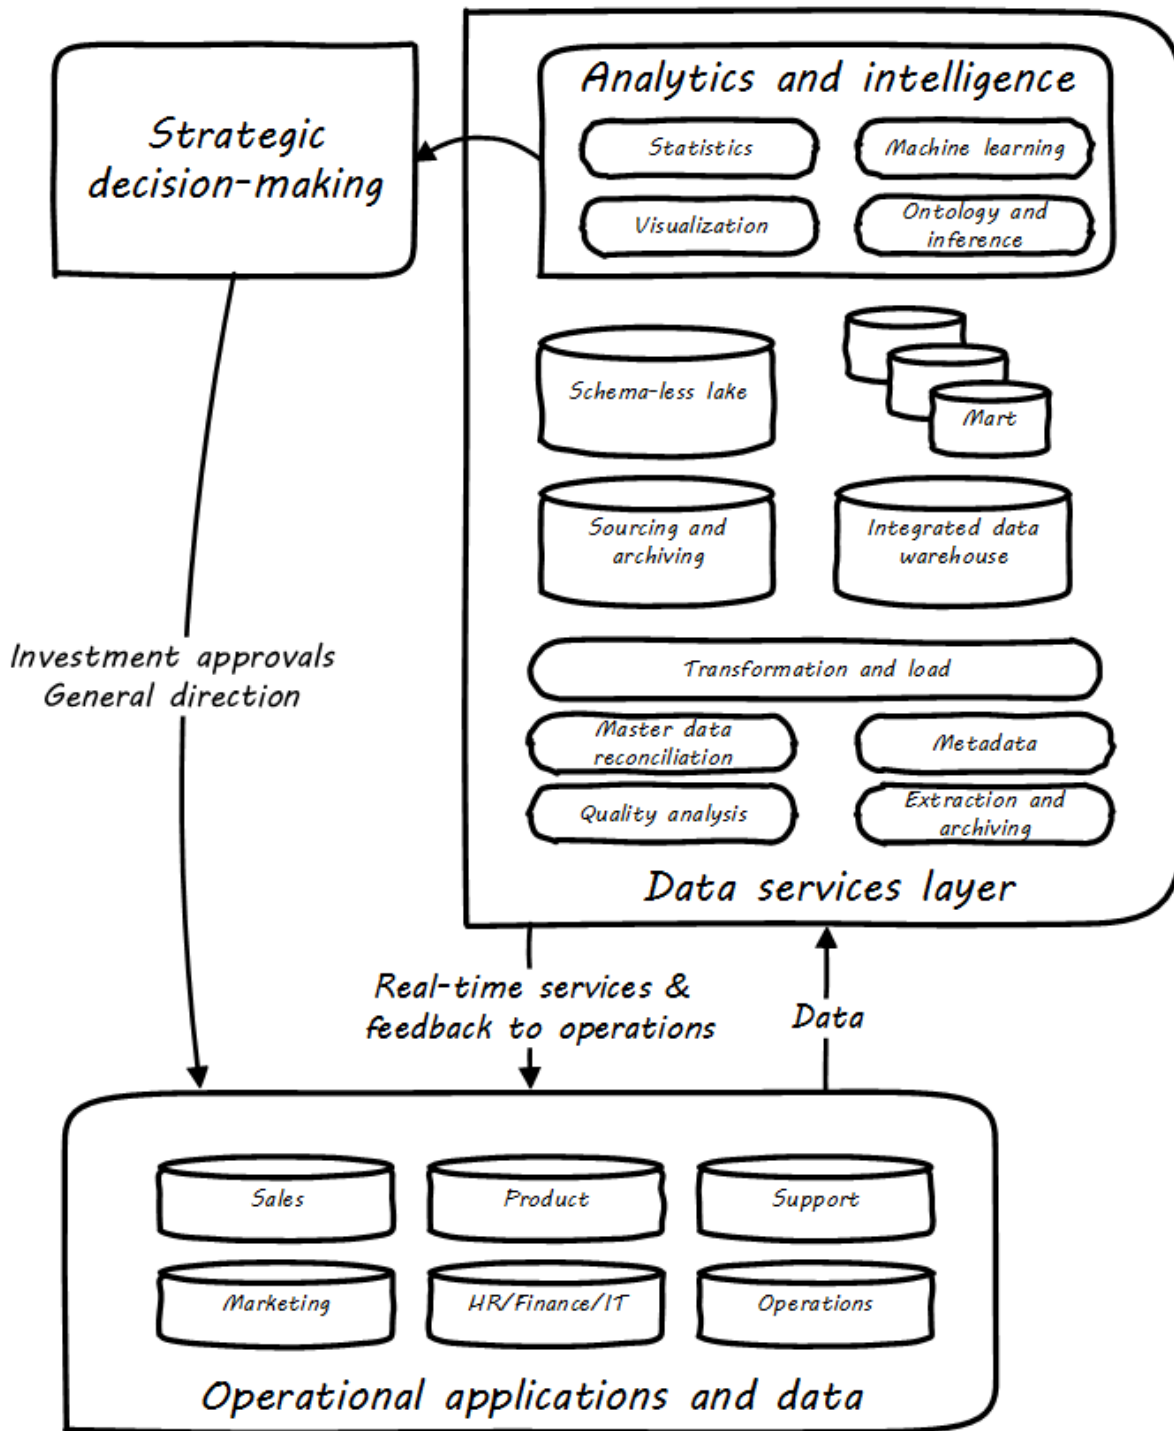 Strategic
decision-making
Analytics and intelligence
Statistics
Machine learning
Visualization
Ontology and
inference
Schema-less lake
Mart
Sourcing and
archiving
Integrated data
warehouse
Investment approvals
General direction
Transformation and load
Master data
reconciliation
Metadata
Quality analysis
Extraction and
archiving
Data services layer
Real-time services &
feedback to operations
Data
Sales
Product
Support
Marketing
HR/Finance/IT
Operations
Operational applications and data